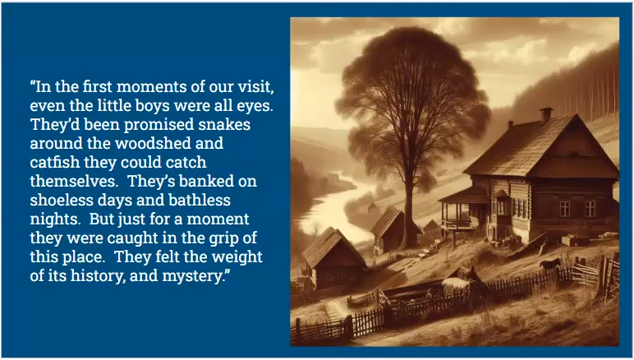 “In the first moments of our visit,
even the little boys were all eyes.
They’d been promised snakes
around the woodshed and
catfish they could catch
themselves.  They’s banked on
shoeless days and bathless
nights.  But just for a moment
they were caught in the grip of
this place.  They felt the weight
of its history, and mystery.”